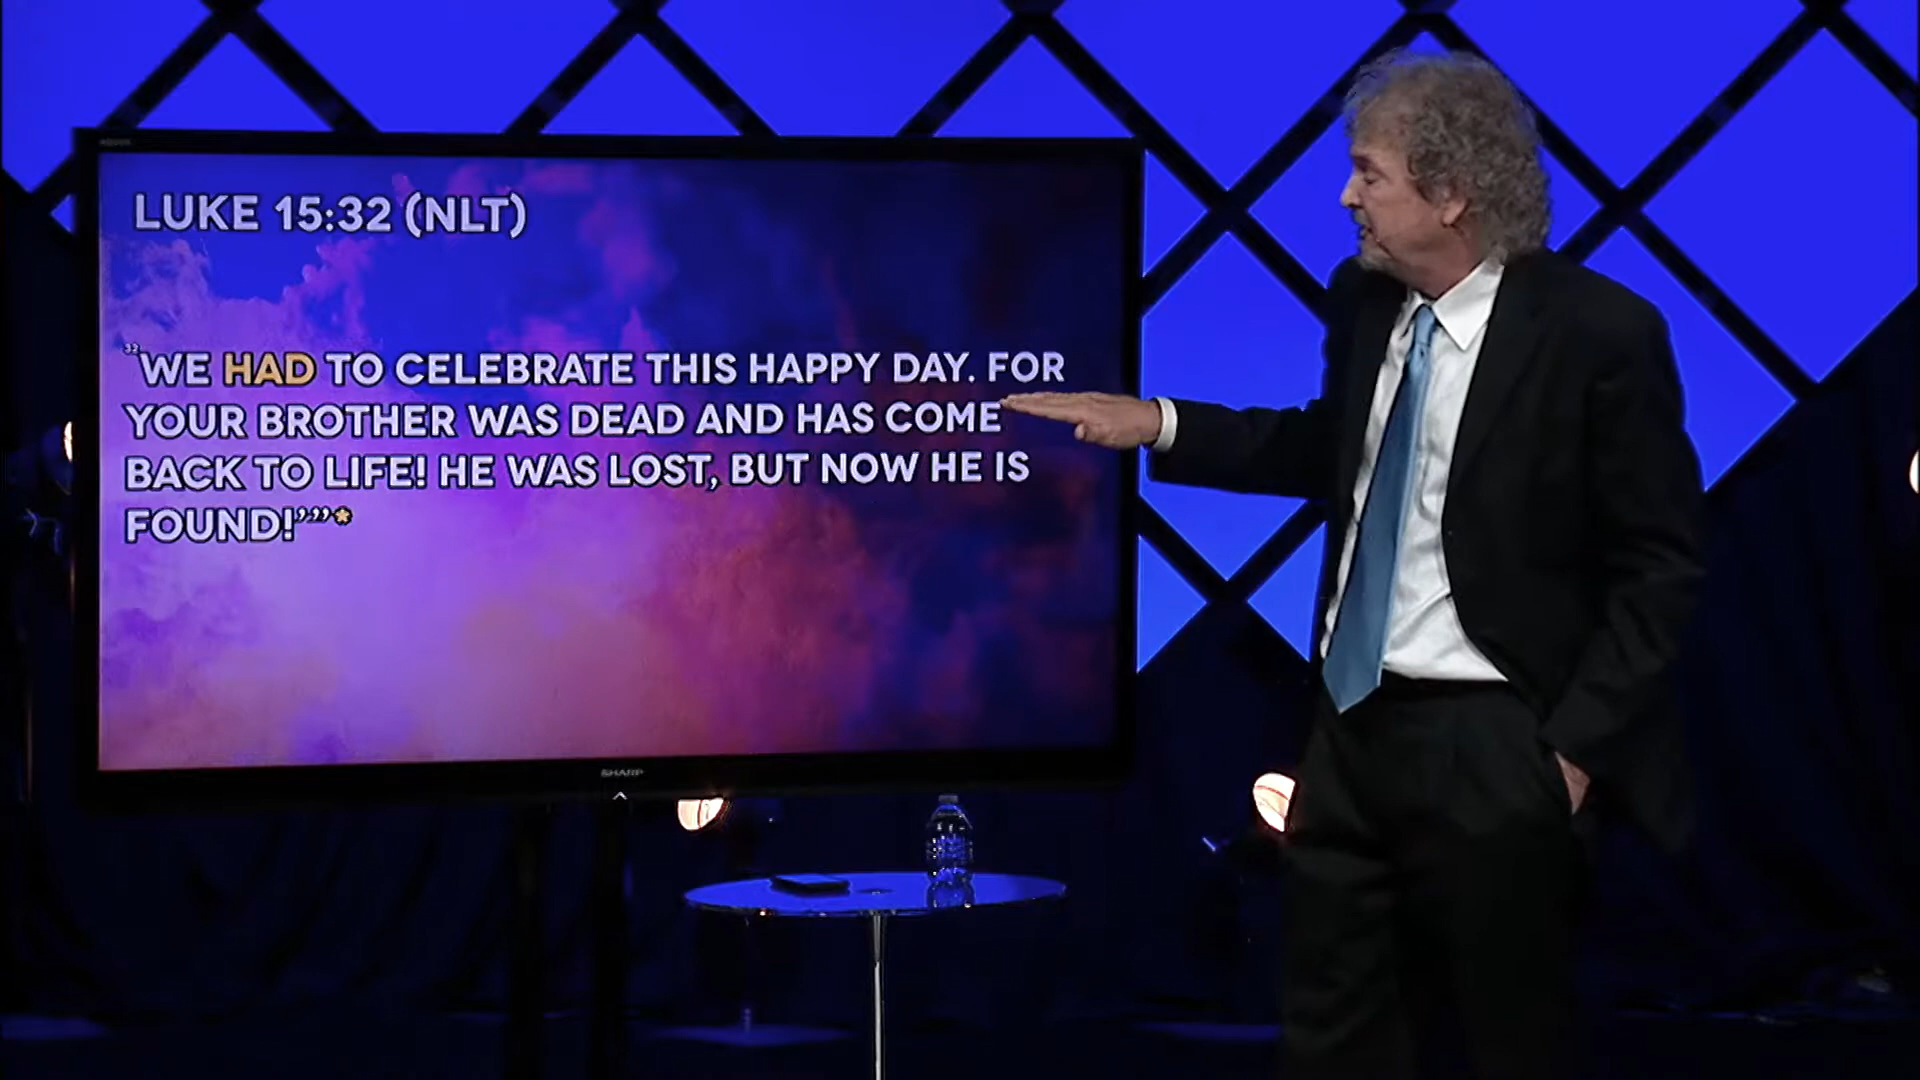 LUKE 15:32 (NLT)
32 WE HAD TO CELEBRATE THIS HAPPY DAY. FOR
YOUR BROTHER WAS DEAD AND HAS COME
BACK TO LIFE! HE WAS LOST, BUT NOW HE IS
FOUND!’”’*
SHARP